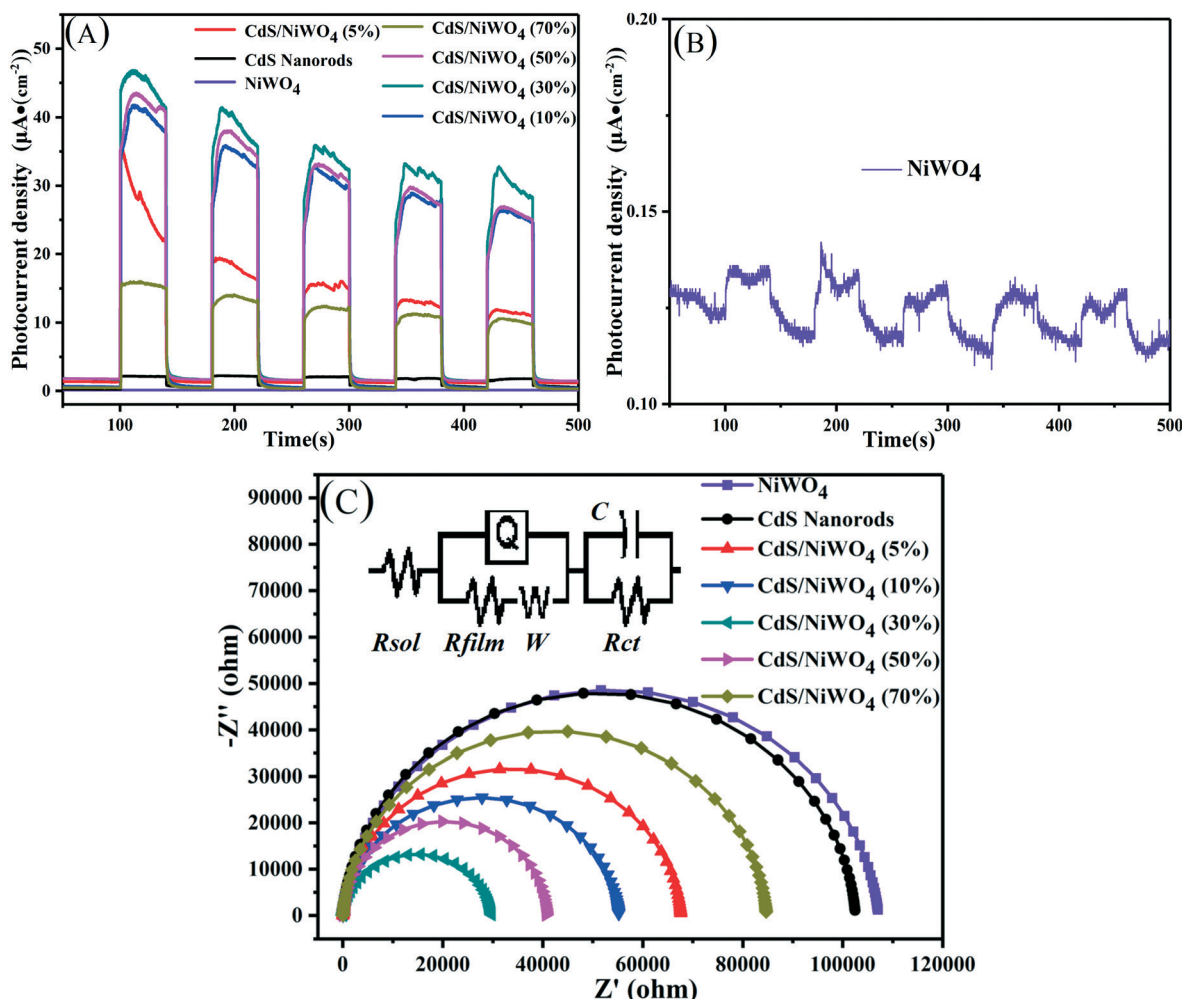 (A)
CdS/NiWO4 (5%)
CdS Nanorods
NiWO4
CdS/NiWO4 (70%)
CdS/NiWO4 (50%)
CdS/NiWO4 (30%)
CdS/NiWO4 (10%)
Photocurrent density (μA•(cm-2)
50
40
30
20
10
0
100 200 300 400 500
Time(s)
(B)
NiWO4
Photocurrent density (μA•(cm-2)
0.20
0.15
0.10
100 200 300 400 500
Time(s)
(C)
NiWO4
CdS Nanorods
CdS/NiWO4 (5%)
CdS/NiWO4 (10%)
CdS/NiWO4 (30%)
CdS/NiWO4 (50%)
CdS/NiWO4 (70%)
Q
C
Rsol Rfilm W Rct
-Z'' (ohm)
90000
80000
70000
60000
50000
40000
30000
20000
10000
0
0 20000 40000 60000 80000 100000 120000
Z' (ohm)